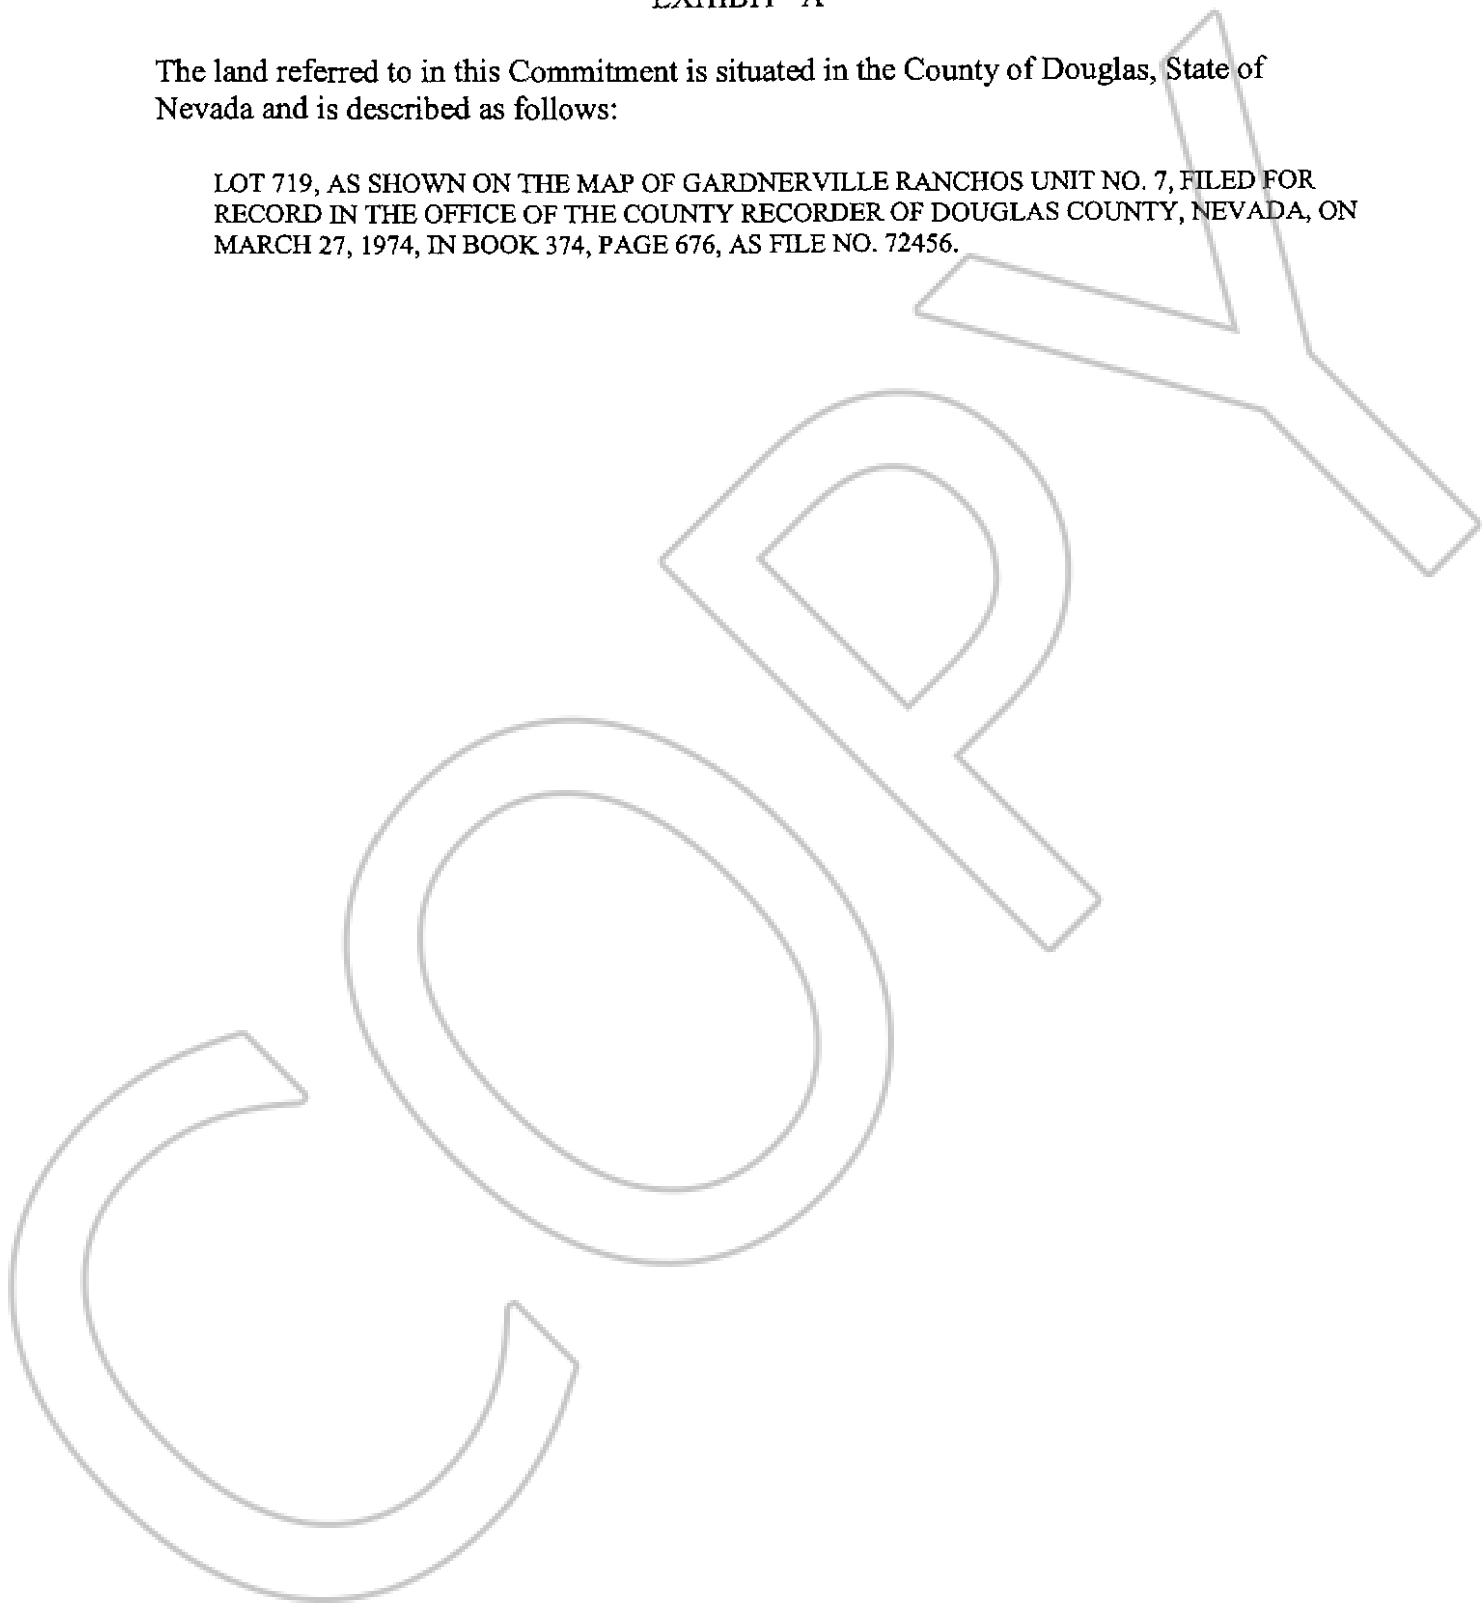 EXHIBIT "A"
The land referred to in this Commitment is situated in the County of Douglas, State of
Nevada and is described as follows:
LOT 719, AS SHOWN ON THE MAP OF GARDNERVILLE RANCHOS UNIT NO. 7, FILED FOR
RECORD IN THE OFFICE OF THE COUNTY RECORDER OF DOUGLAS COUNTY, NEVADA, ON
MARCH 27, 1974, IN BOOK 374, PAGE 676, AS FILE NO. 72456.
COPY